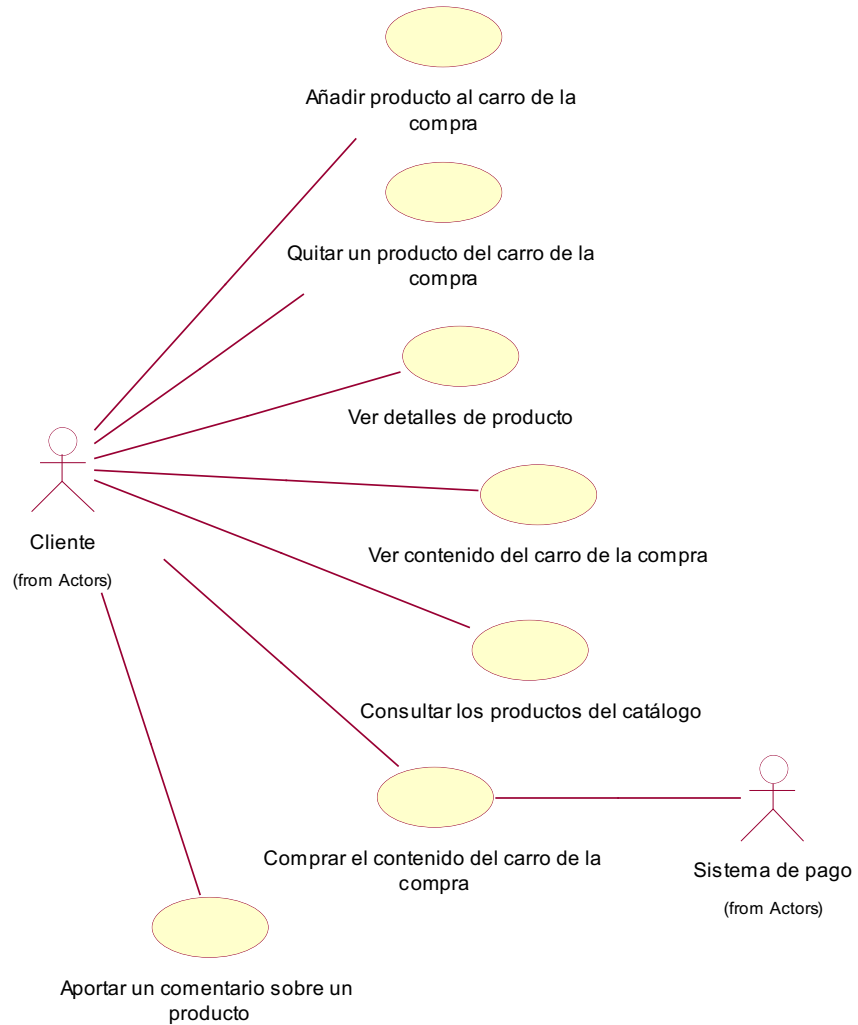 Añadir producto al carro de la
compra
Quitar un producto del carro de la
compra
Ver detalles de producto
Cliente
(from Actors)
Ver contenido del carro de la compra
Consultar los productos del catálogo
Comprar el contenido del carro de la
compra
Sistema de pago
(from Actors)
Aportar un comentario sobre un
producto